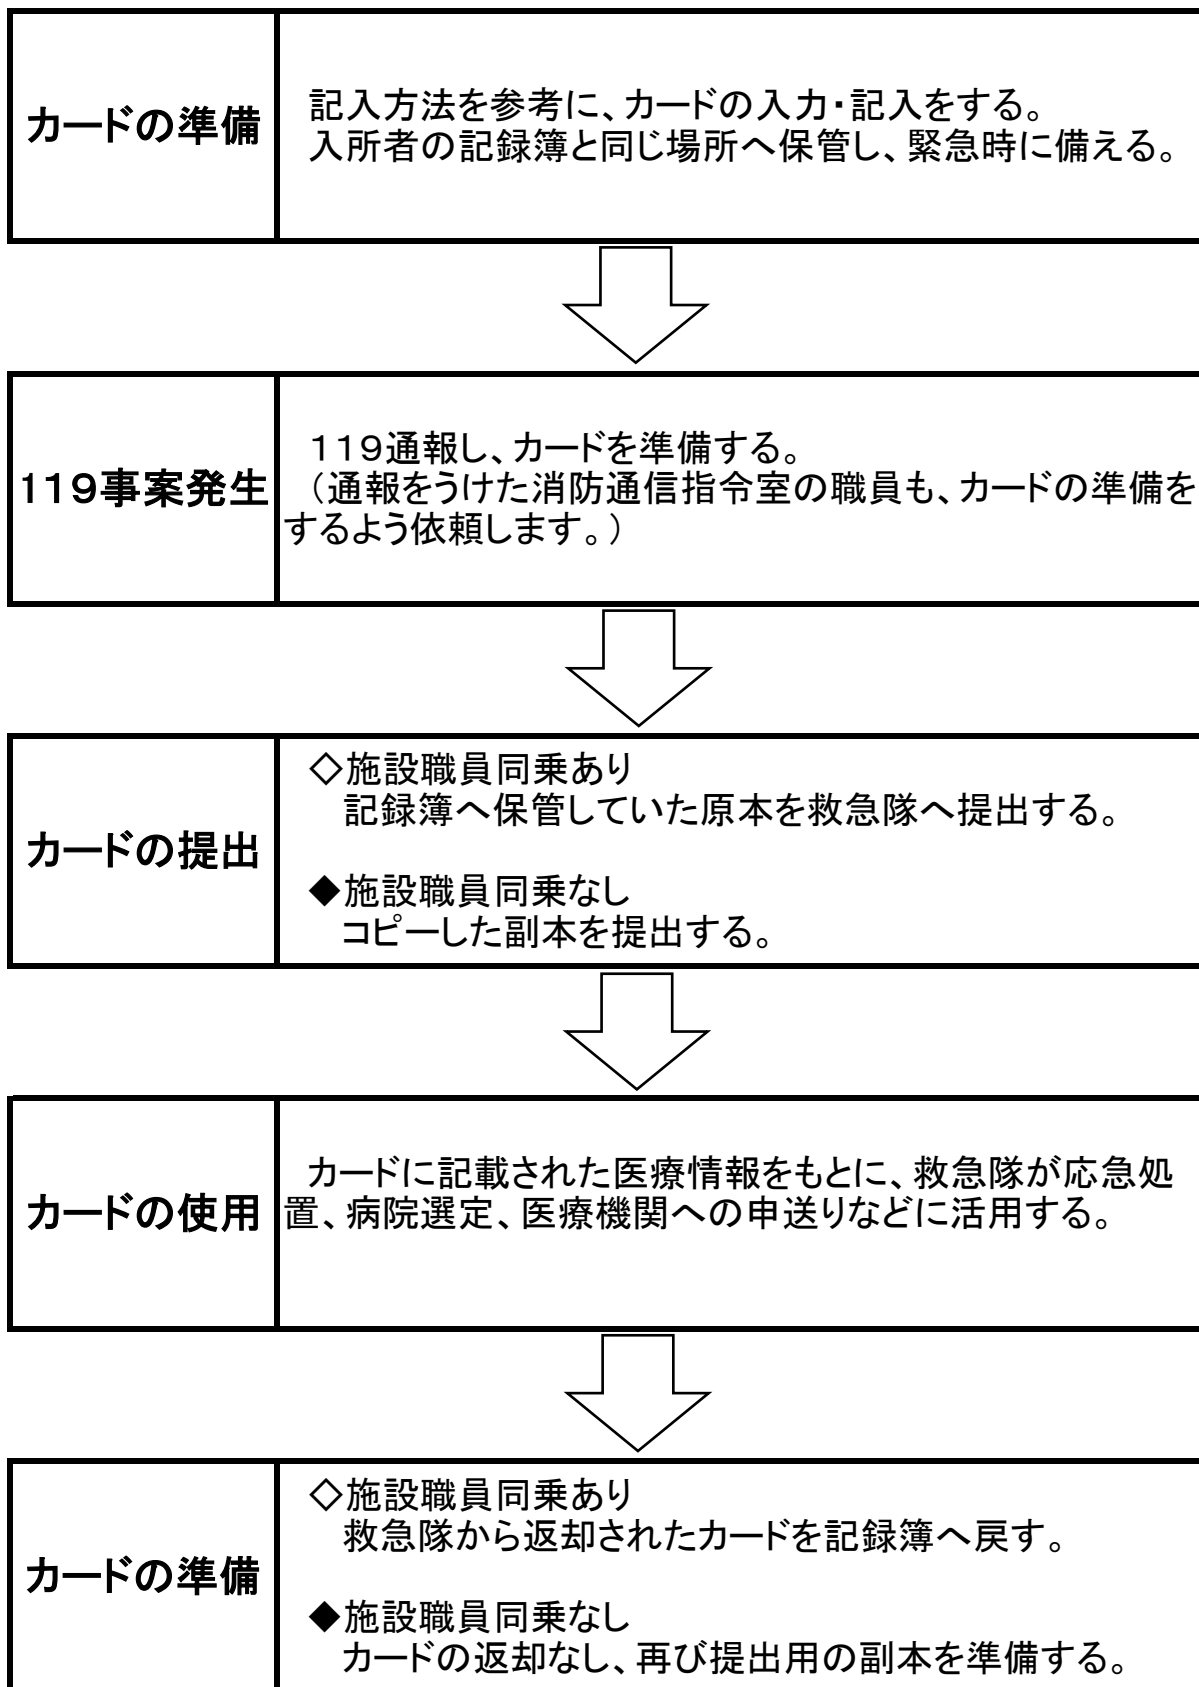 カードの準備
記入方法を参考に、カードの入力・記入をする。
入所者の記録簿と同じ場所へ保管し、緊急時に備える。
119事案発生
119通報し、カードを準備する。
（通報をうけた消防通信指令室の職員も、カードの準備を
するよう依頼します。）
カードの提出
◇施設職員同乗あり
記録簿へ保管していた原本を救急隊へ提出する。
◆施設職員同乗なし
コピーした副本を提出する。
カードの使用
カードに記載された医療情報をもとに、救急隊が応急処
置、病院選定、医療機関への申送りなどに活用する。
カードの準備
◇施設職員同乗あり
救急隊から返却されたカードを記録簿へ戻す。
◆施設職員同乗なし
カードの返却なし、再び提出用の副本を準備する。